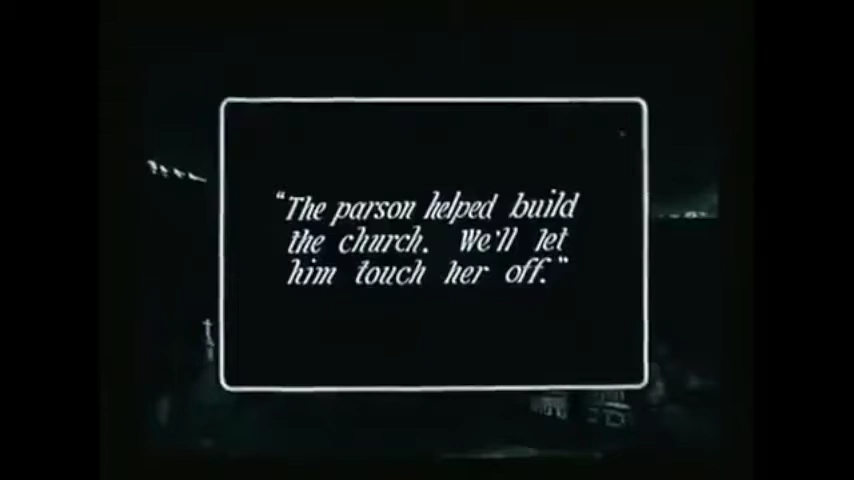 "The parson helped build
the church. We'll let
him touch her off."